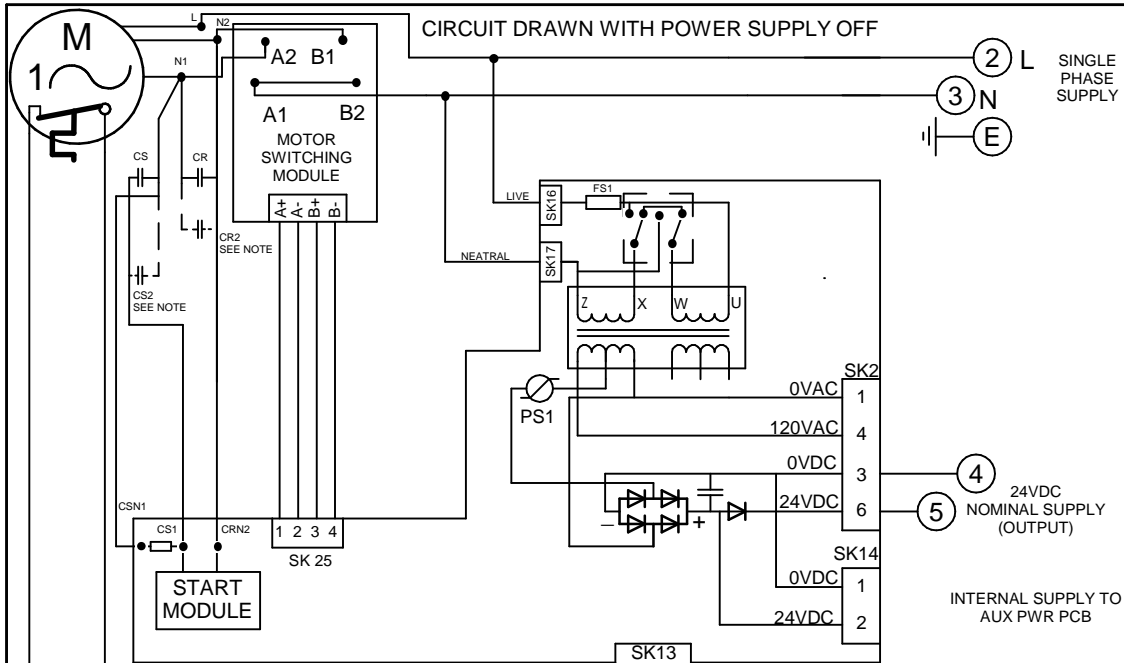 CIRCUIT DRAWN WITH POWER SUPPLY OFF
L
N2
M
1
N1
A2
B1
A1
B2
MOTOR
SWITCHING
MODULE
A+
A-
B+
B-
2
L
SINGLE
PHASE
SUPPLY
3
N
E
CS
CR
CR2
SEE NOTE
CS2
SEE NOTE
LIVE
SK16
FS1
NEATRAL
SK17
Z
X
W
U
PS1
SK2
0VAC
1
120VAC
4
0VDC
3
4
24VDC
6
5
24VDC
NOMINAL SUPPLY
(OUTPUT)
–
+
CSN1
CS1
CRN2
1
2
3
4
SK 25
START
MODULE
SK14
0VDC
1
24VDC
2
INTERNAL SUPPLY TO
AUX PWR PCB
SK13